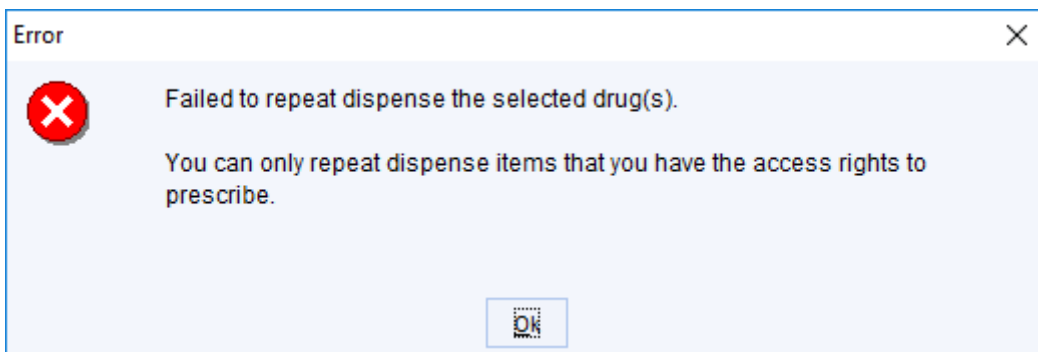 Error
Failed to repeat dispense the selected drug(s).
You can only repeat dispense items that you have the access rights to
prescribe.
Ok